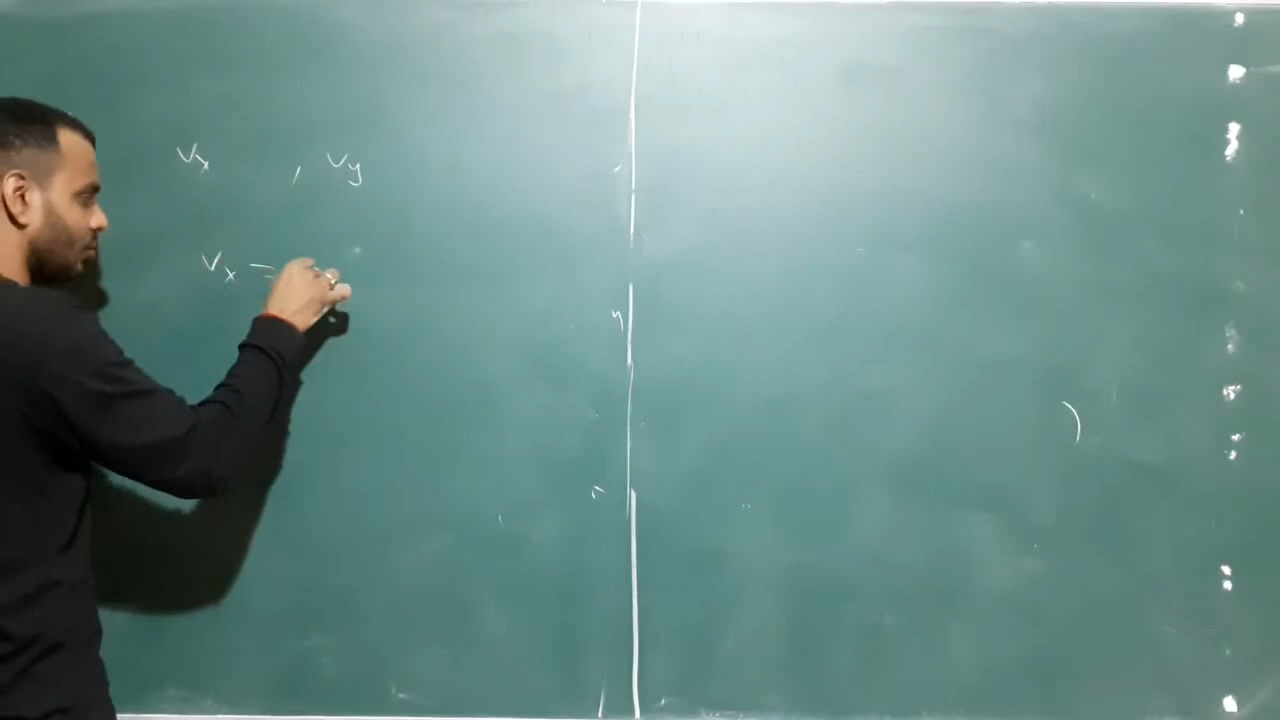 Vx , Vy
Vx =